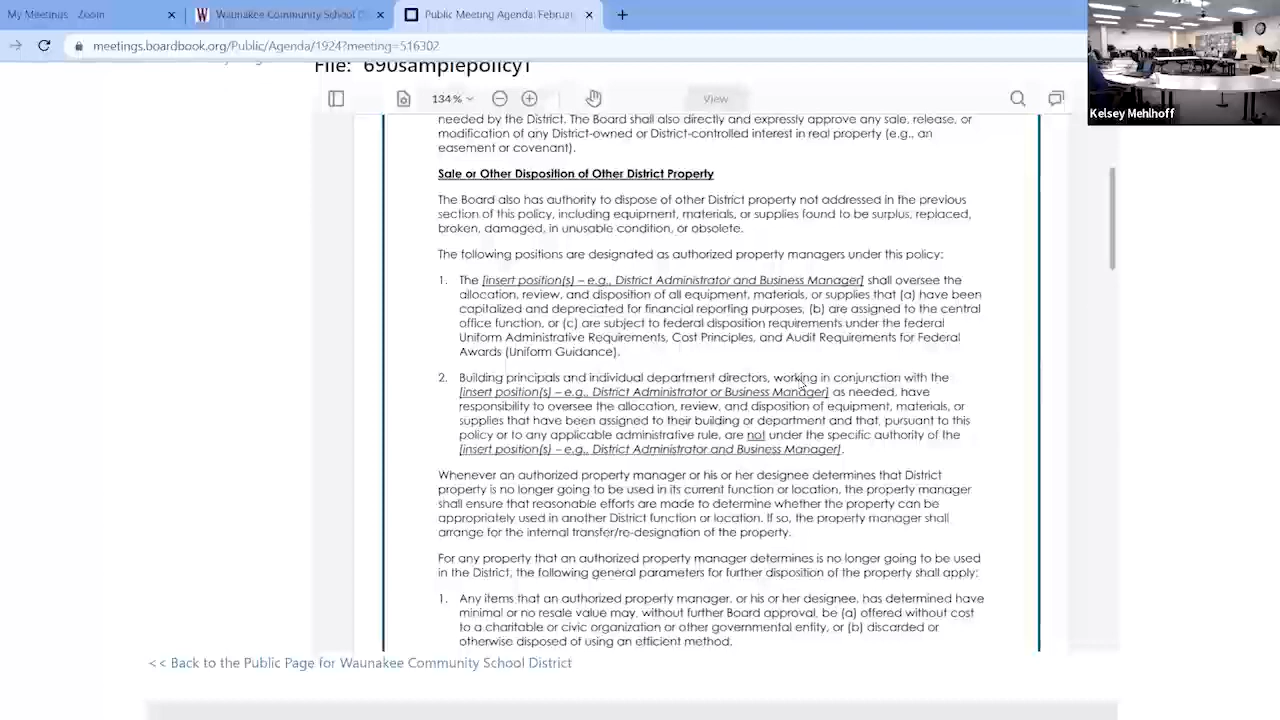 My Meetings - Zoom
Waunakee Community School D
Public Meeting Agenda: Februa
meetings.boardbook.org/Public/Agenda/1924?meeting=516302
Kelsey Mehlhoff
View
by the District. The Board shall also directly and expressly approve any sale, release, or
modification of any District-owned or District-controlled interest in real property (e.g., an
easement or covenant).
Sale or Other Disposition of Other District Property
The Board also has authority to dispose of other District property not addressed in the previous
section of this policy, including equipment, materials, or supplies found to be surplus, replaced,
broken, damaged, in unusable condition, or obsolete.
The following positions are designated as authorized property managers under this policy:
1. The [insert position(s) – e.g., District Administrator and Business Manager] shall oversee the
allocation, review, and disposition of all equipment, materials, or supplies that (a) have been
capitalized and depreciated for financial reporting purposes, (b) are assigned to the central
office function, or (c) are subject to federal disposition requirements under the federal
Uniform Administrative Requirements, Cost Principles, and Audit Requirements for Federal
Awards (Uniform Guidance).
2. Building principals and individual department directors, working in conjunction with the
[insert position(s) – e.g., District Administrator or Business Manager] as needed, have
responsibility to oversee the allocation, review, and disposition of equipment, materials, or
supplies that have been assigned to their building or department and that, pursuant to this
policy or to any applicable administrative rule, are not under the specific authority of the
[insert position(s) – e.g., District Administrator and Business Manager].
Whenever an authorized property manager or his or her designee determines that District
property is no longer going to be used in its current function or location, the property manager
shall ensure that reasonable efforts are made to determine whether the property can be
appropriately used in another District function or location. If so, the property manager shall
arrange for the internal transfer/re-designation of the property.
For any property that an authorized property manager determines is no longer going to be used
in the District, the following general parameters for further disposition of the property shall apply:
1. Any items that an authorized property manager, or his or her designee, has determined have
minimal or no resale value may, without further Board approval, be (a) offered without cost
to a charitable or civic organization or other governmental entity, or (b) discarded or
otherwise disposed of using an efficient method.
<< Back to the Public Page for Waunakee Community School District